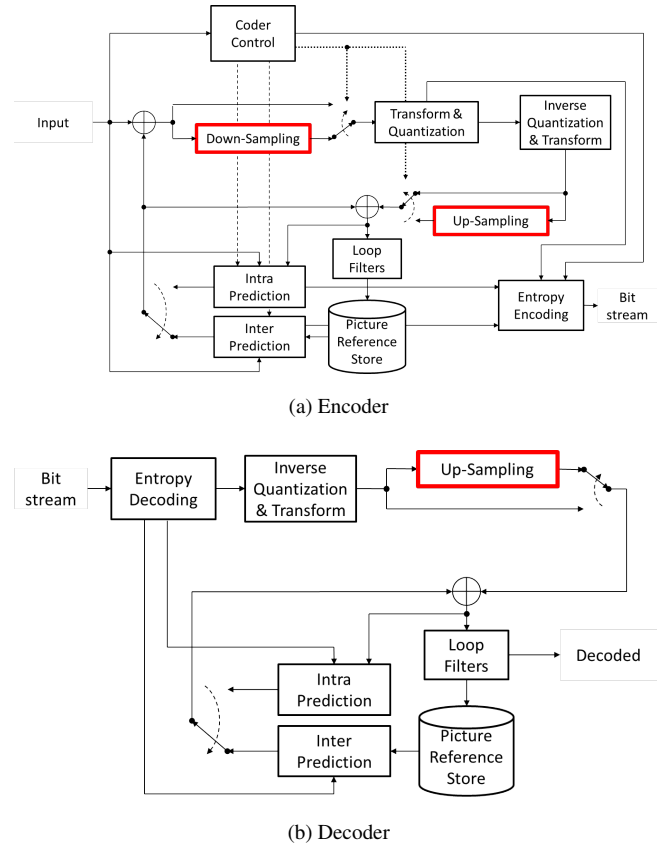 Coder
Control
Input
Down-Sampling
Transform &
Quantization
Inverse
Quantization
& Transform
Up-Sampling
Loop
Filters
Intra
Prediction
Inter
Prediction
Picture
Reference
Store
Entropy
Encoding
Bit
stream
(a) Encoder
Bit
stream
Entropy
Decoding
Inverse
Quantization
& Transform
Up-Sampling
Loop
Filters
Decoded
Intra
Prediction
Inter
Prediction
Picture
Reference
Store
(b) Decoder